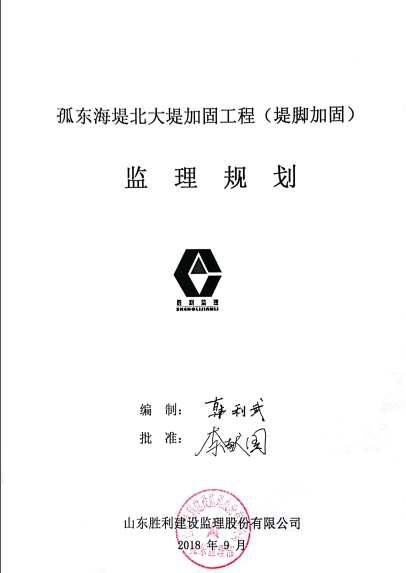 孤东海堤北大堤加固工程（堤脚加固）
监 理 规 划
胜利监理
SHENGLIJIANLI
编 制：韩利武
批 准：李献国
山东胜利建设监理股份有限公司
2018 年 9 月